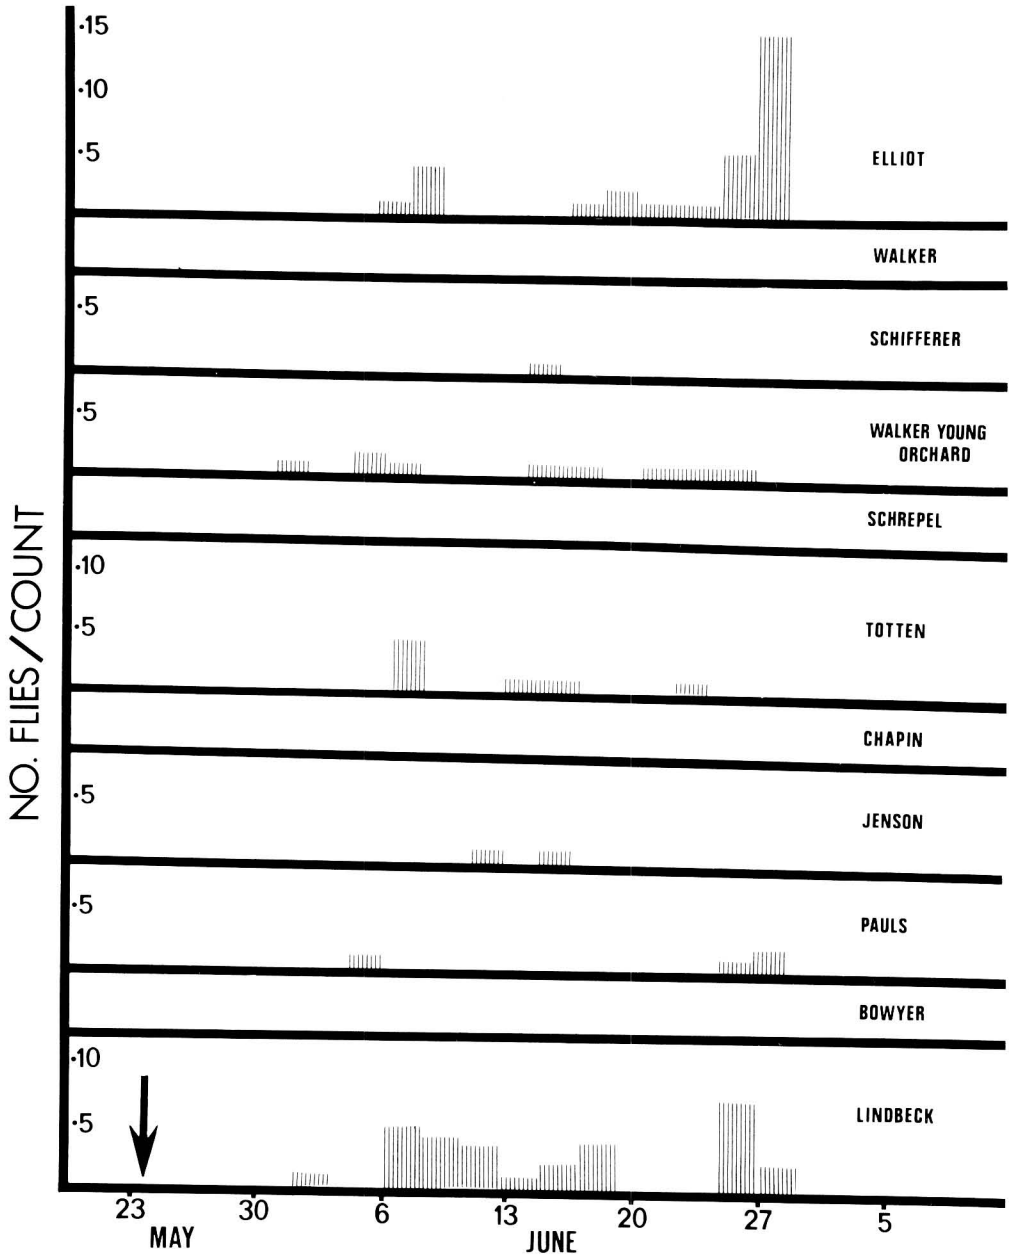 NO. FLIES/COUNT
·15
·10
·5
ELLIOT
WALKER
·5
SCHIFFERER
·5
WALKER YOUNG
ORCHARD
SCHREPEL
·10
·5
TOTTEN
CHAPIN
·5
JENSON
·5
PAULS
BOWYER
·10
·5
LINDBECK
23 30 6 13 20 27 5
MAY JUNE